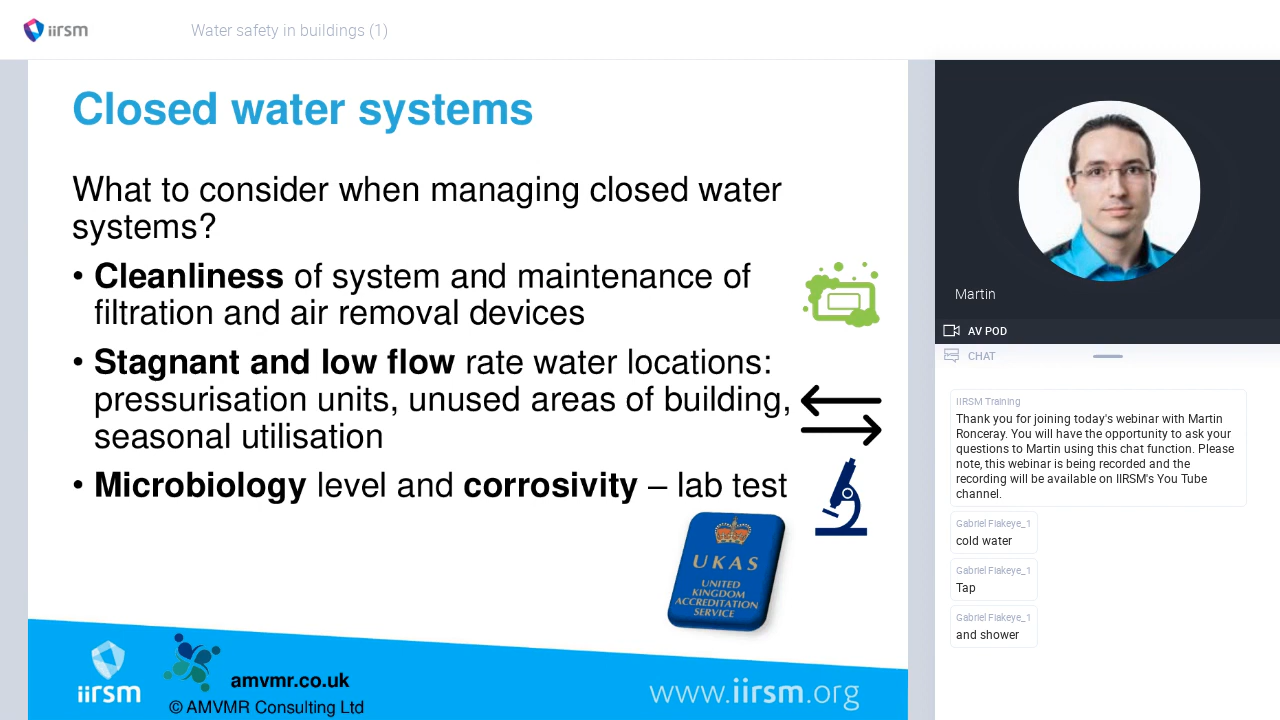 iirsm
Water safety in buildings (1)
Closed water systems
What to consider when managing closed water
systems?
• Cleanliness of system and maintenance of
filtration and air removal devices
• Stagnant and low flow rate water locations:
pressurisation units, unused areas of building,
seasonal utilisation
• Microbiology level and corrosivity – lab test
UKAS
UNITED
KINGDOM
ACCREDITATION
SERVICE
iirsm
amvmr.co.uk
© AMVMR Consulting Ltd
www.iirsm.org
Martin
AV POD
CHAT
IIRSM Training
Thank you for joining today's webinar with Martin
Ronceray. You will have the opportunity to ask your
questions to Martin using this chat function. Please
note, this webinar is being recorded and the
recording will be available on IIRSM's You Tube
channel.
Gabriel Fiakeye_1
cold water
Gabriel Fiakeye_1
Tap
Gabriel Fiakeye_1
and shower